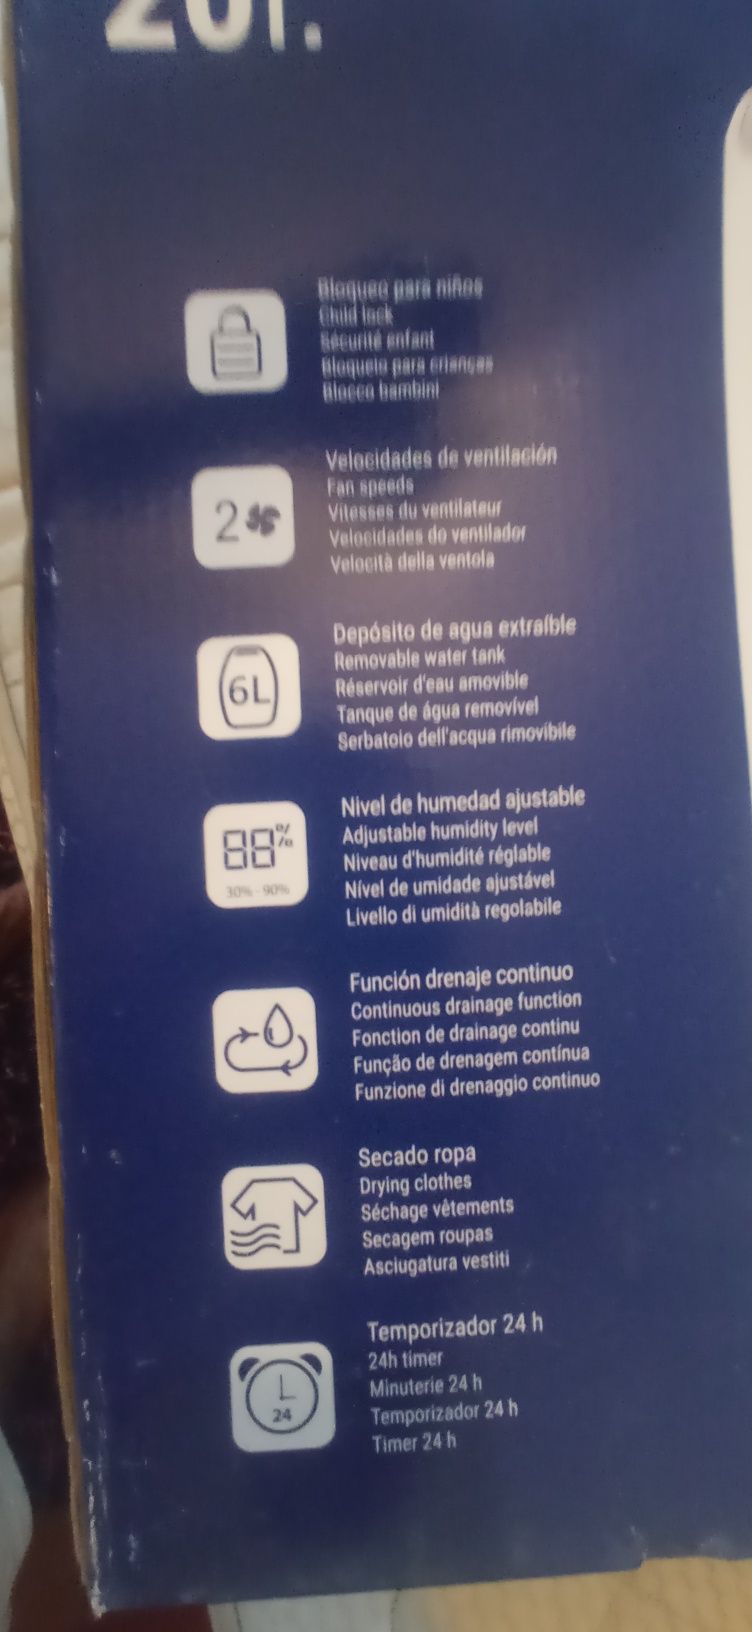 20l.
Bloqueo para niños
Child lock
Sécurité enfant
Bloqueio para crianças
Blocco bambini
2
Velocidades de ventilación
Fan speeds
Vitesses du ventilateur
Velocidades do ventilador
Velocità della ventola
6L
Depósito de agua extraíble
Removable water tank
Réservoir d'eau amovible
Tanque de água removível
Serbatoio dell'acqua rimovibile
88%
30% - 90%
Nivel de humedad ajustable
Adjustable humidity level
Niveau d'humidité réglable
Nível de umidade ajustável
Livello di umidità regolabile
Función drenaje continuo
Continuous drainage function
Fonction de drainage continu
Função de drenagem contínua
Funzione di drenaggio continuo
Secado ropa
Drying clothes
Séchage vêtements
Secagem roupas
Asciugatura vestiti
24
Temporizador 24 h
24h timer
Minuterie 24 h
Temporizador 24 h
Timer 24 h